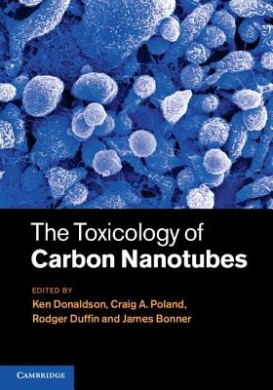 The Toxicology of
Carbon Nanotubes
EDITED BY
Ken Donaldson, Craig A. Poland,
Rodger Duffin and James Bonner
CAMBRIDGE